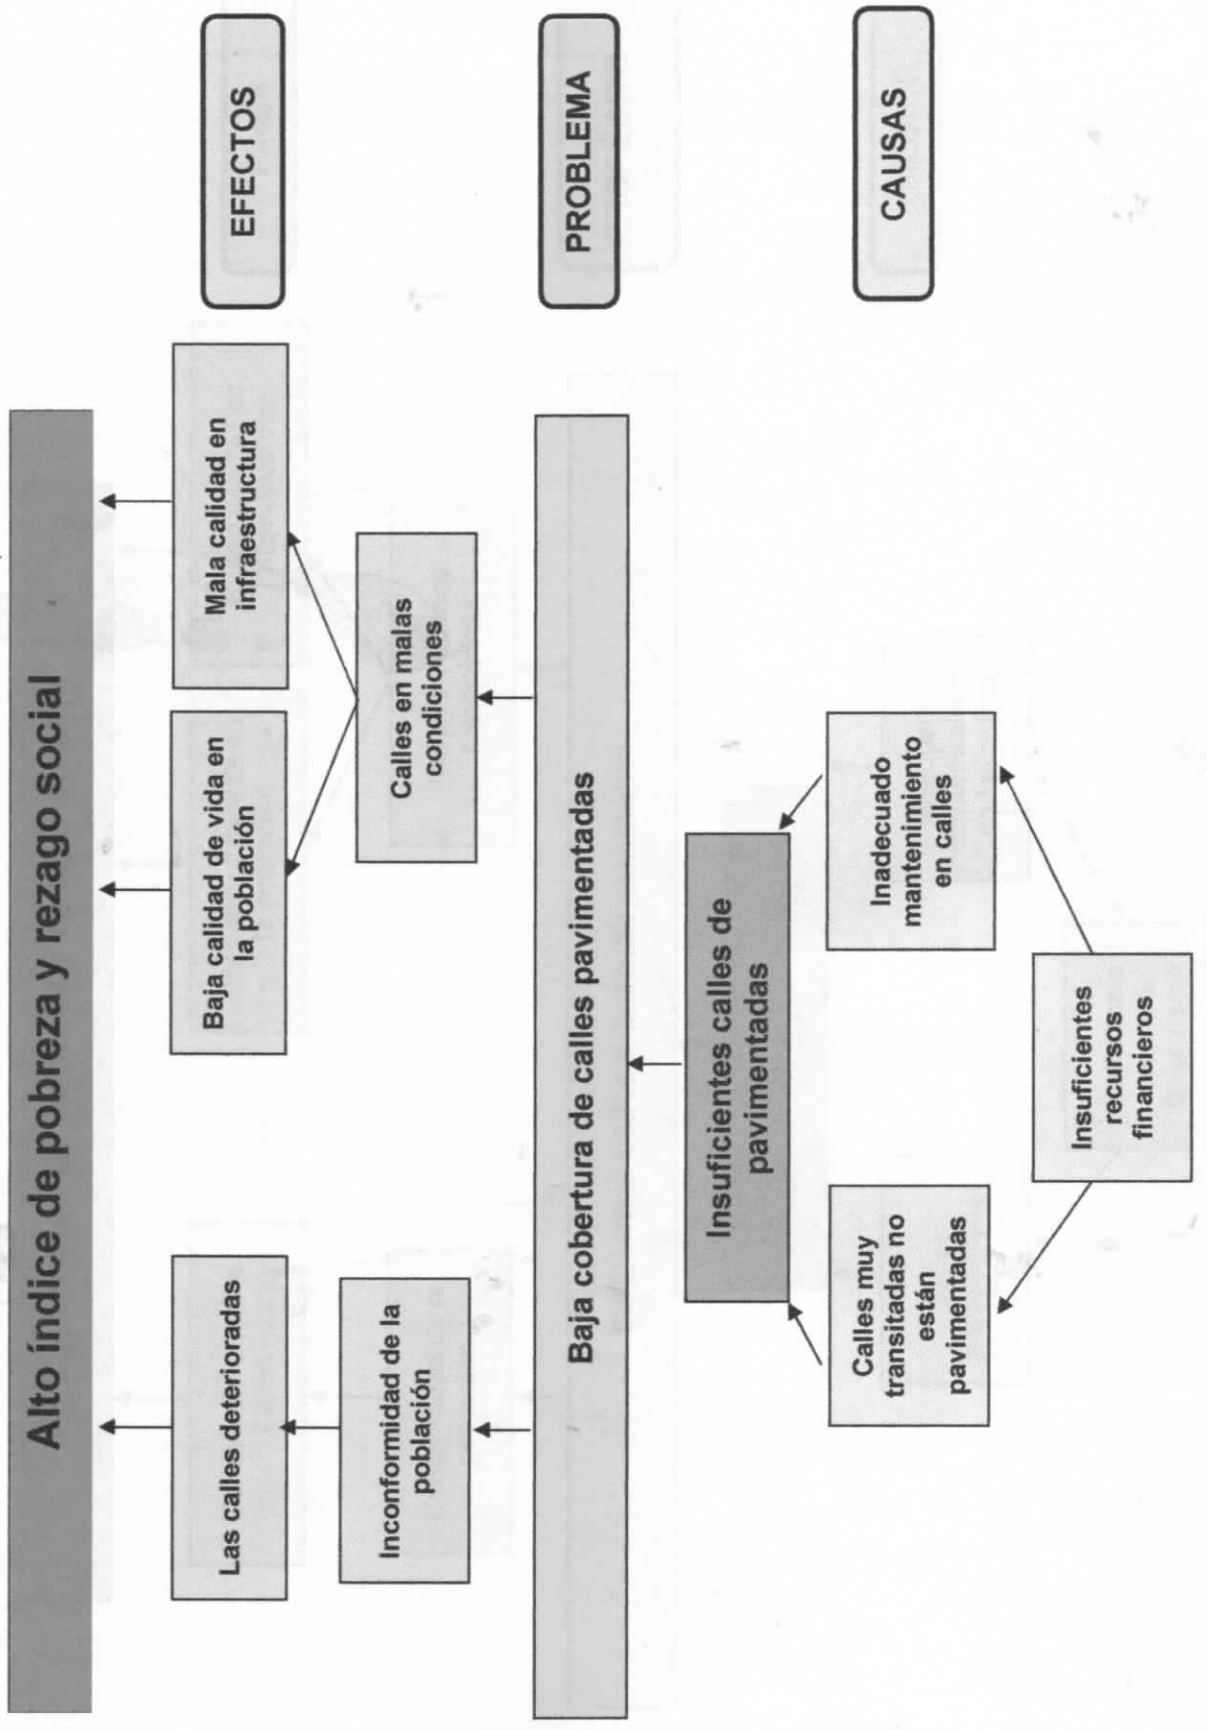 Alto índice de pobreza y rezago social
EFECTOS
Las calles deterioradas
Baja calidad de vida en
la población
Mala calidad en
infraestructura
Inconformidad de la
población
Calles en malas
condiciones
PROBLEMA
Baja cobertura de calles pavimentadas
Insuficientes calles de
pavimentadas
CAUSAS
Calles muy
transitadas no
están
pavimentadas
Inadecuado
mantenimiento
en calles
Insuficientes
recursos
financieros